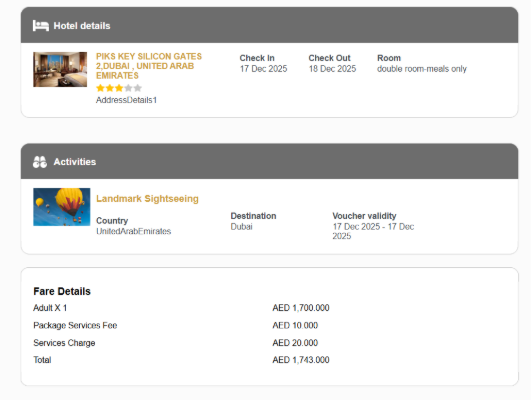 Hotel details
PIKS KEY SILICON GATES
2,DUBAI , UNITED ARAB
EMIRATES
AddressDetails1
Check In
17 Dec 2025
Check Out
18 Dec 2025
Room
double room-meals only
Activities
Landmark Sightseeing
Country
UnitedArabEmirates
Destination
Dubai
Voucher validity
17 Dec 2025 - 17 Dec
2025
Fare Details
Adult X 1 AED 1,700.000
Package Services Fee AED 10.000
Services Charge AED 20.000
Total AED 1,743.000